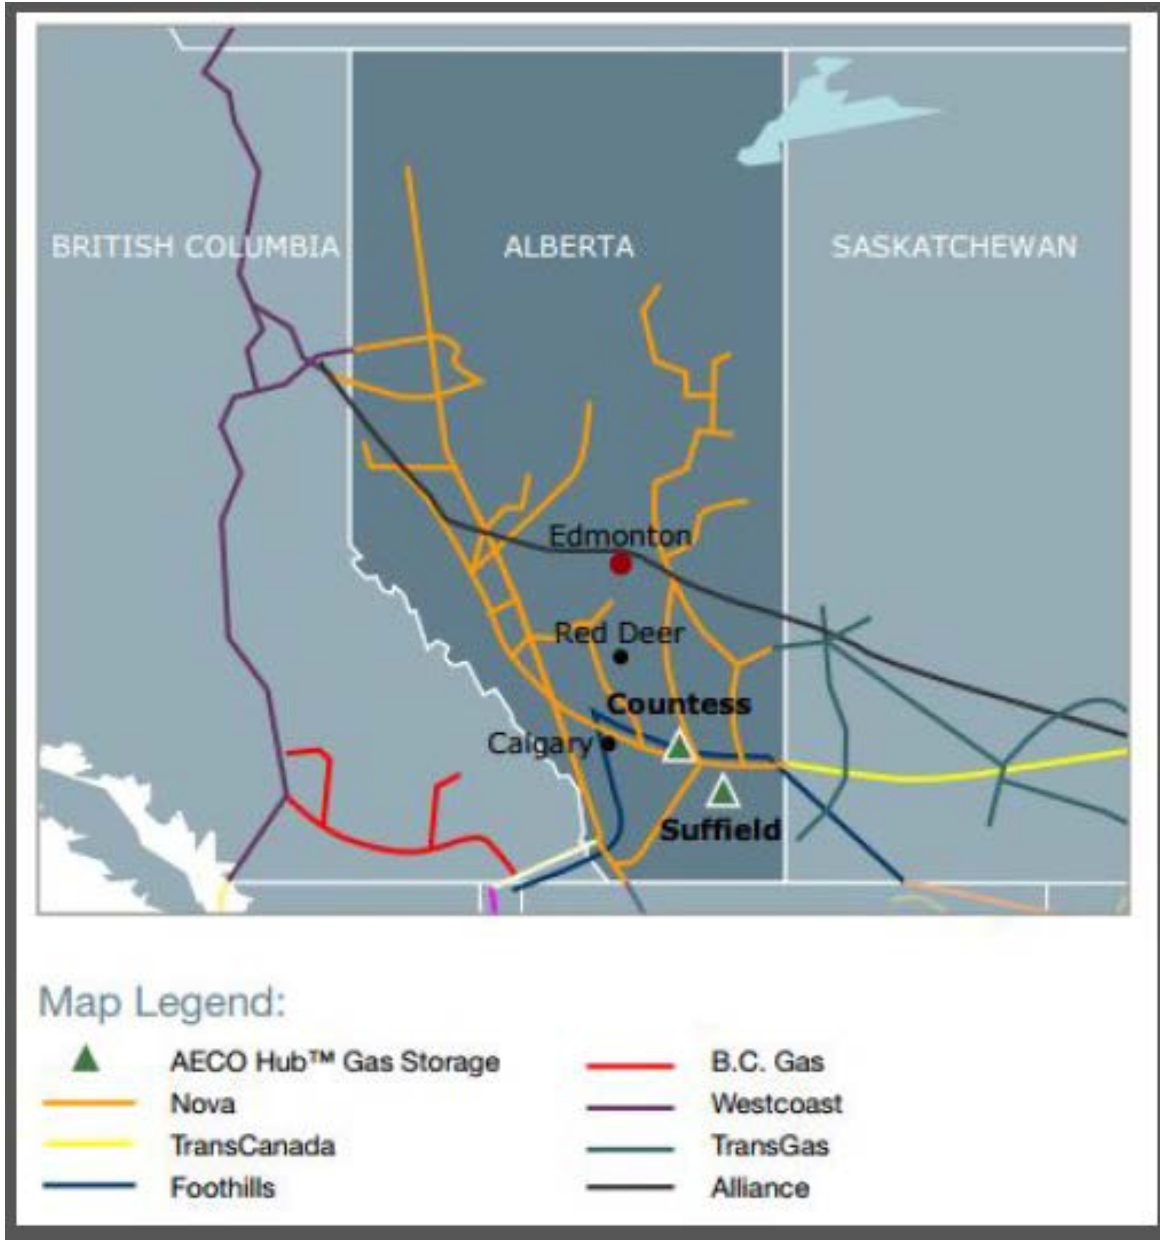 BRITISH COLUMBIA
ALBERTA
SASKATCHEWAN
Edmonton
Red Deer
Countess
Calgary
Suffield
Map Legend:
AECO Hub™ Gas Storage
Nova
TransCanada
Foothills
B.C. Gas
Westcoast
TransGas
Alliance